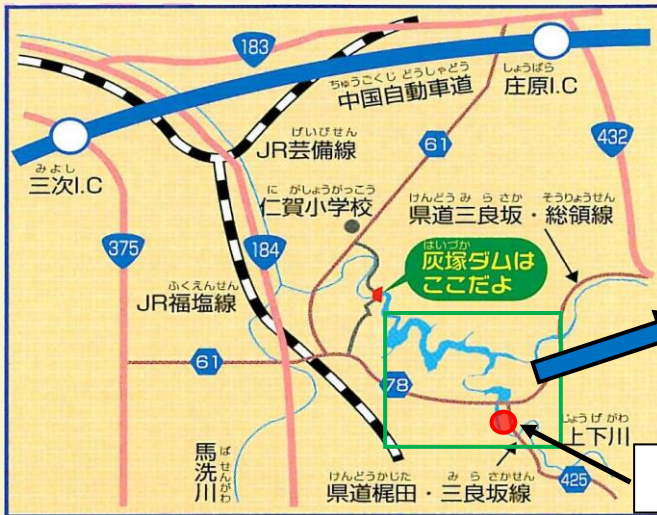 183
ちゅうごくじどうしゃどう
中国自動車道
しょうばら
庄原I.C
みよし
三次I.C
げいびせん
JR芸備線
61
432
に がしょうがっこう
仁賀小学校
けんどう み ら さか そうりょうせん
県道三良坂・総領線
375
184
はいづか
灰塚ダムは
ここだよ
ふくえんせん
JR福塩線
61
78
じょうげ がわ
上下川
ば せんがわ
馬洗川
けんどうかじた み ら さかせん
県道梶田・三良坂線
425